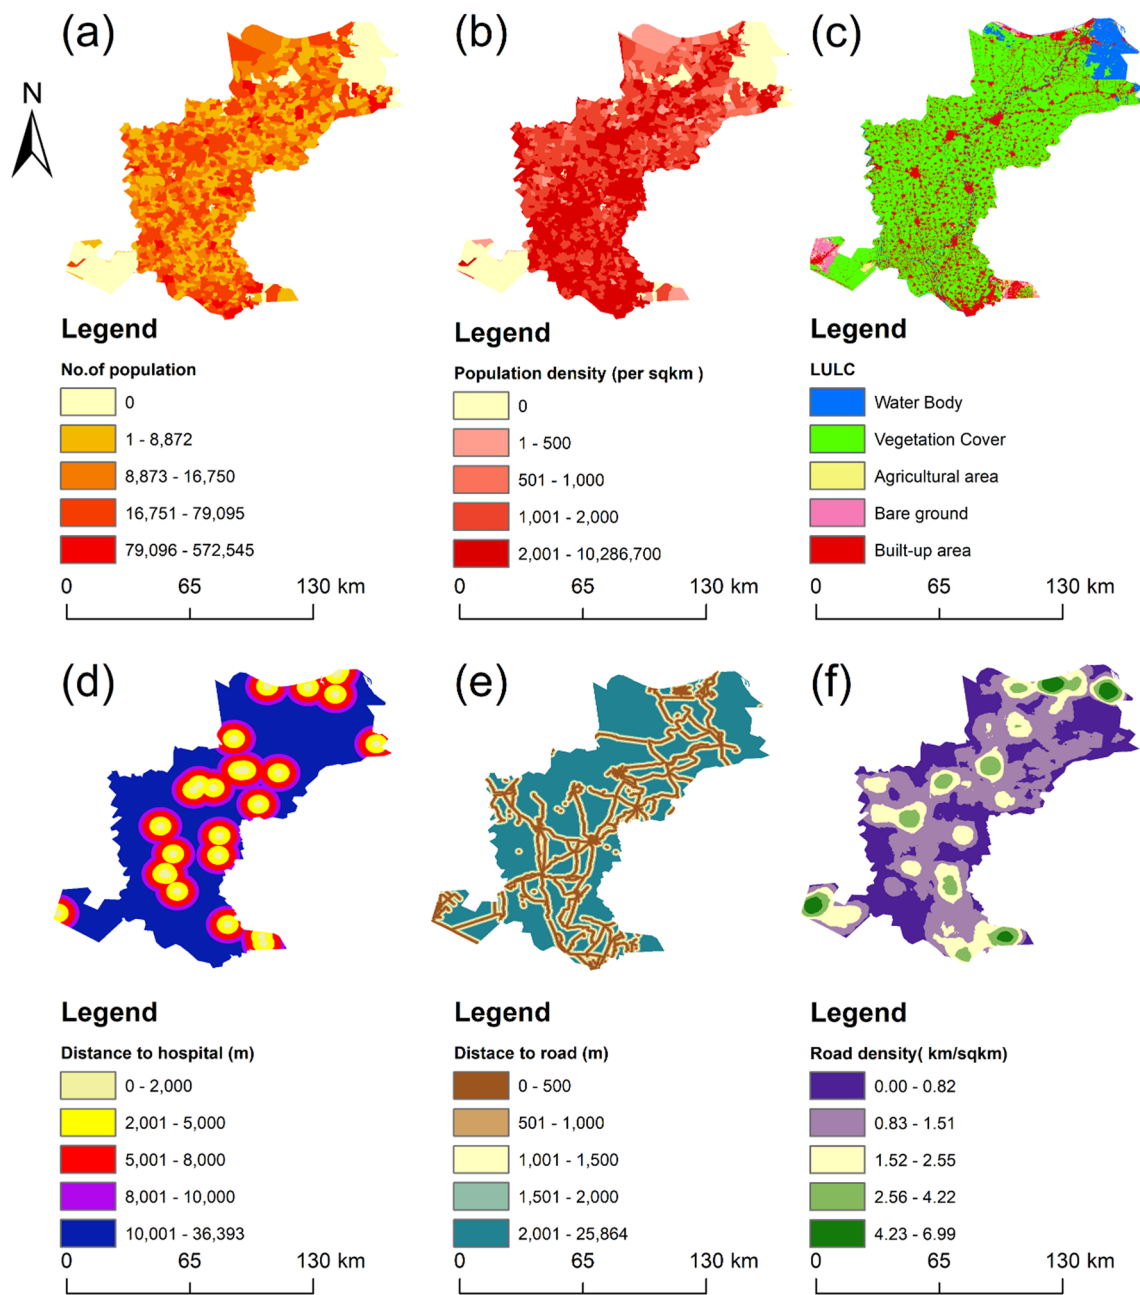 (a)
(b)
(c)
N
Legend
No.of population
0
1 - 8,872
8,873 - 16,750
16,751 - 79,095
79,096 - 572,545
0 65 130 km
Legend
Population density (per sqkm )
0
1 - 500
501 - 1,000
1,001 - 2,000
2,001 - 10,286,700
0 65 130 km
Legend
LULC
Water Body
Vegetation Cover
Agricultural area
Bare ground
Built-up area
0 65 130 km
(d)
(e)
(f)
Legend
Distance to hospital (m)
0 - 2,000
2,001 - 5,000
5,001 - 8,000
8,001 - 10,000
10,001 - 36,393
0 65 130 km
Legend
Distace to road (m)
0 - 500
501 - 1,000
1,001 - 1,500
1,501 - 2,000
2,001 - 25,864
0 65 130 km
Legend
Road density( km/sqkm)
0.00 - 0.82
0.83 - 1.51
1.52 - 2.55
2.56 - 4.22
4.23 - 6.99
0 65 130 km